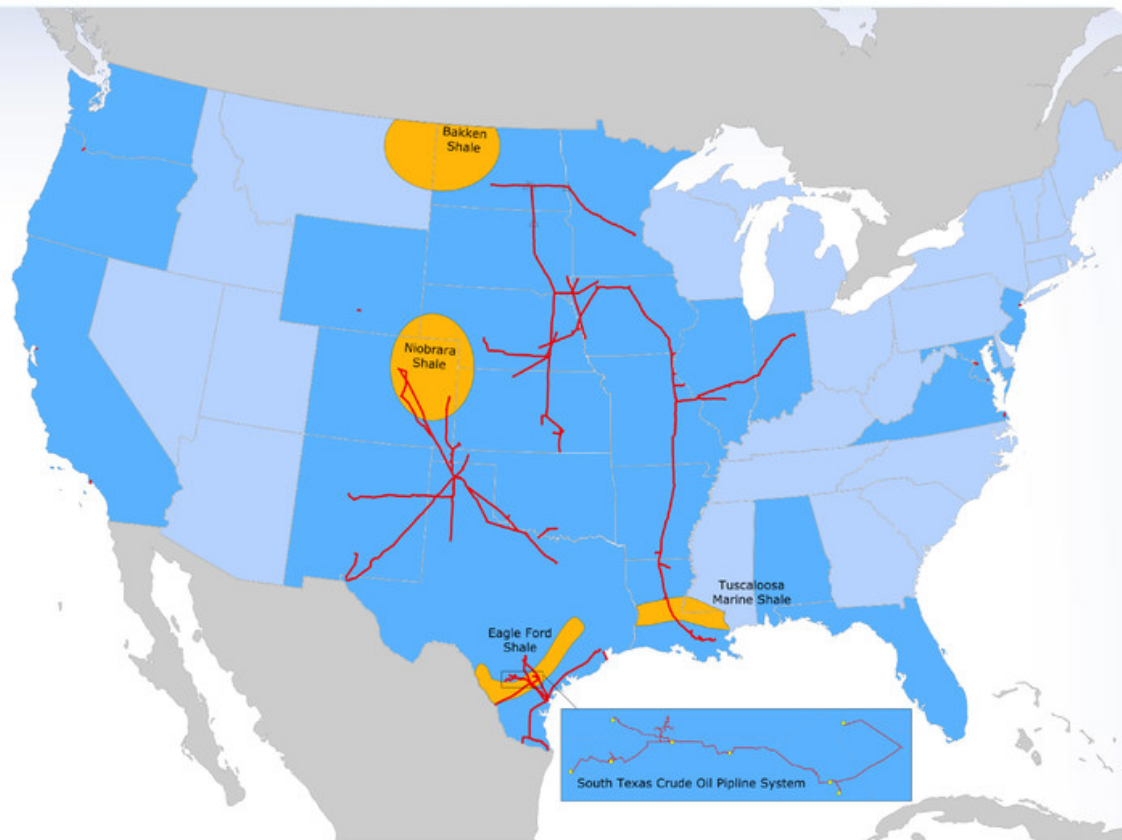 Bakken
Shale
Niobrara
Shale
Tuscaloosa
Marine Shale
Eagle Ford
Shale
South Texas Crude Oil Pipline System